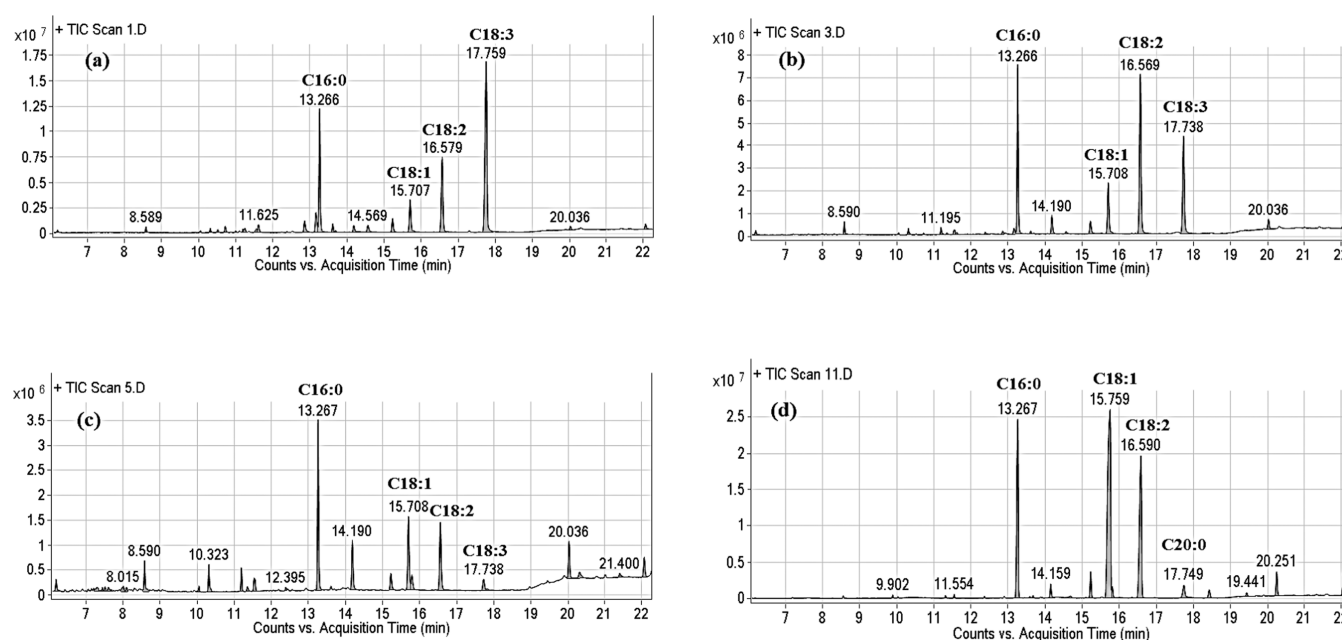 + TIC Scan 1.D
x10 7
(a)
C18:3
17.759
C16:0
13.266
C18:2
16.579
C18:1
15.707
8.589
11.625
14.569
20.036
1.75
1.5
1.25
1
0.75
0.5
0.25
0
7 8 9 10 11 12 13 14 15 16 17 18 19 20 21 22
Counts vs. Acquisition Time (min)
+ TIC Scan 3.D
x10 6
(b)
C16:0
13.266
C18:2
16.569
C18:3
17.738
C18:1
15.708
8.590
11.195
14.190
20.036
8
7
6
5
4
3
2
1
0
7 8 9 10 11 12 13 14 15 16 17 18 19 20 21
Counts vs. Acquisition Time (min)
+ TIC Scan 5.D
x10 6
(c)
C16:0
13.267
C18:1
15.708
C18:2
C18:3
17.738
8.015
8.590
10.323
12.395
14.190
20.036
21.400
3.5
3
2.5
2
1.5
1
0.5
0
7 8 9 10 11 12 13 14 15 16 17 18 19 20 21 22
Counts vs. Acquisition Time (min)
+ TIC Scan 11.D
x10 7
(d)
C16:0
13.267
C18:1
15.759
C18:2
16.590
C20:0
17.749
9.902
11.554
14.159
19.441
20.251
2.5
2
1.5
1
0.5
0
7 8 9 10 11 12 13 14 15 16 17 18 19 20 21
Counts vs. Acquisition Time (min)